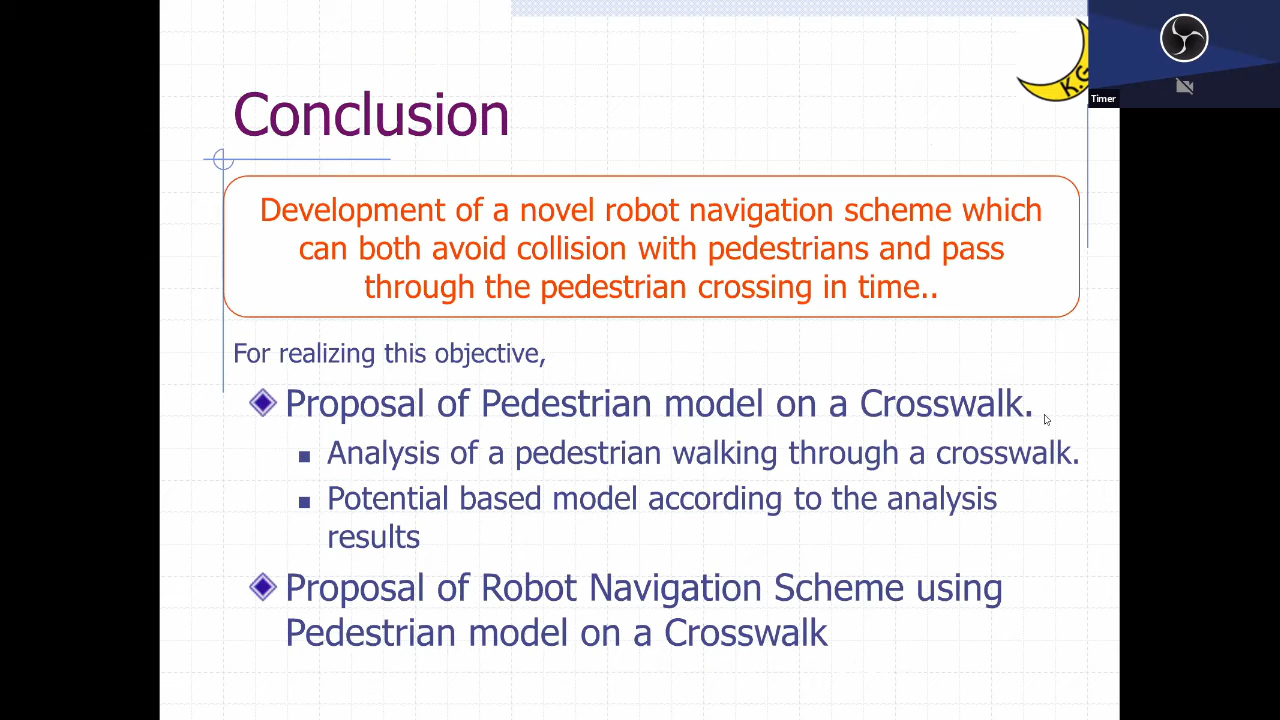 Conclusion
K.G
Timer
Development of a novel robot navigation scheme which
can both avoid collision with pedestrians and pass
through the pedestrian crossing in time..
For realizing this objective,
Proposal of Pedestrian model on a Crosswalk.
Analysis of a pedestrian walking through a crosswalk.
Potential based model according to the analysis
results
Proposal of Robot Navigation Scheme using
Pedestrian model on a Crosswalk